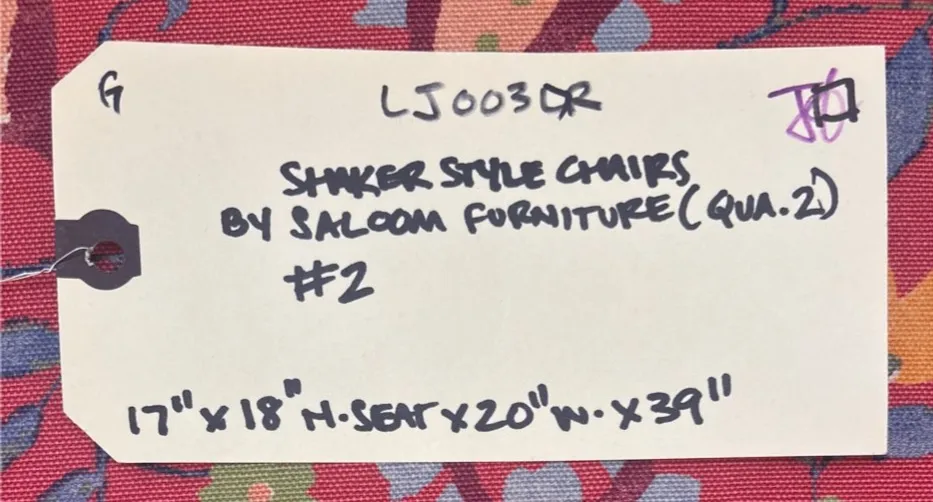 G
LJ003DR
SHAKER STYLE CHAIRS
BY SALOOM FURNITURE (QUA.2)
#2
17" X 18" H.SEAT X 20" W. X 39"